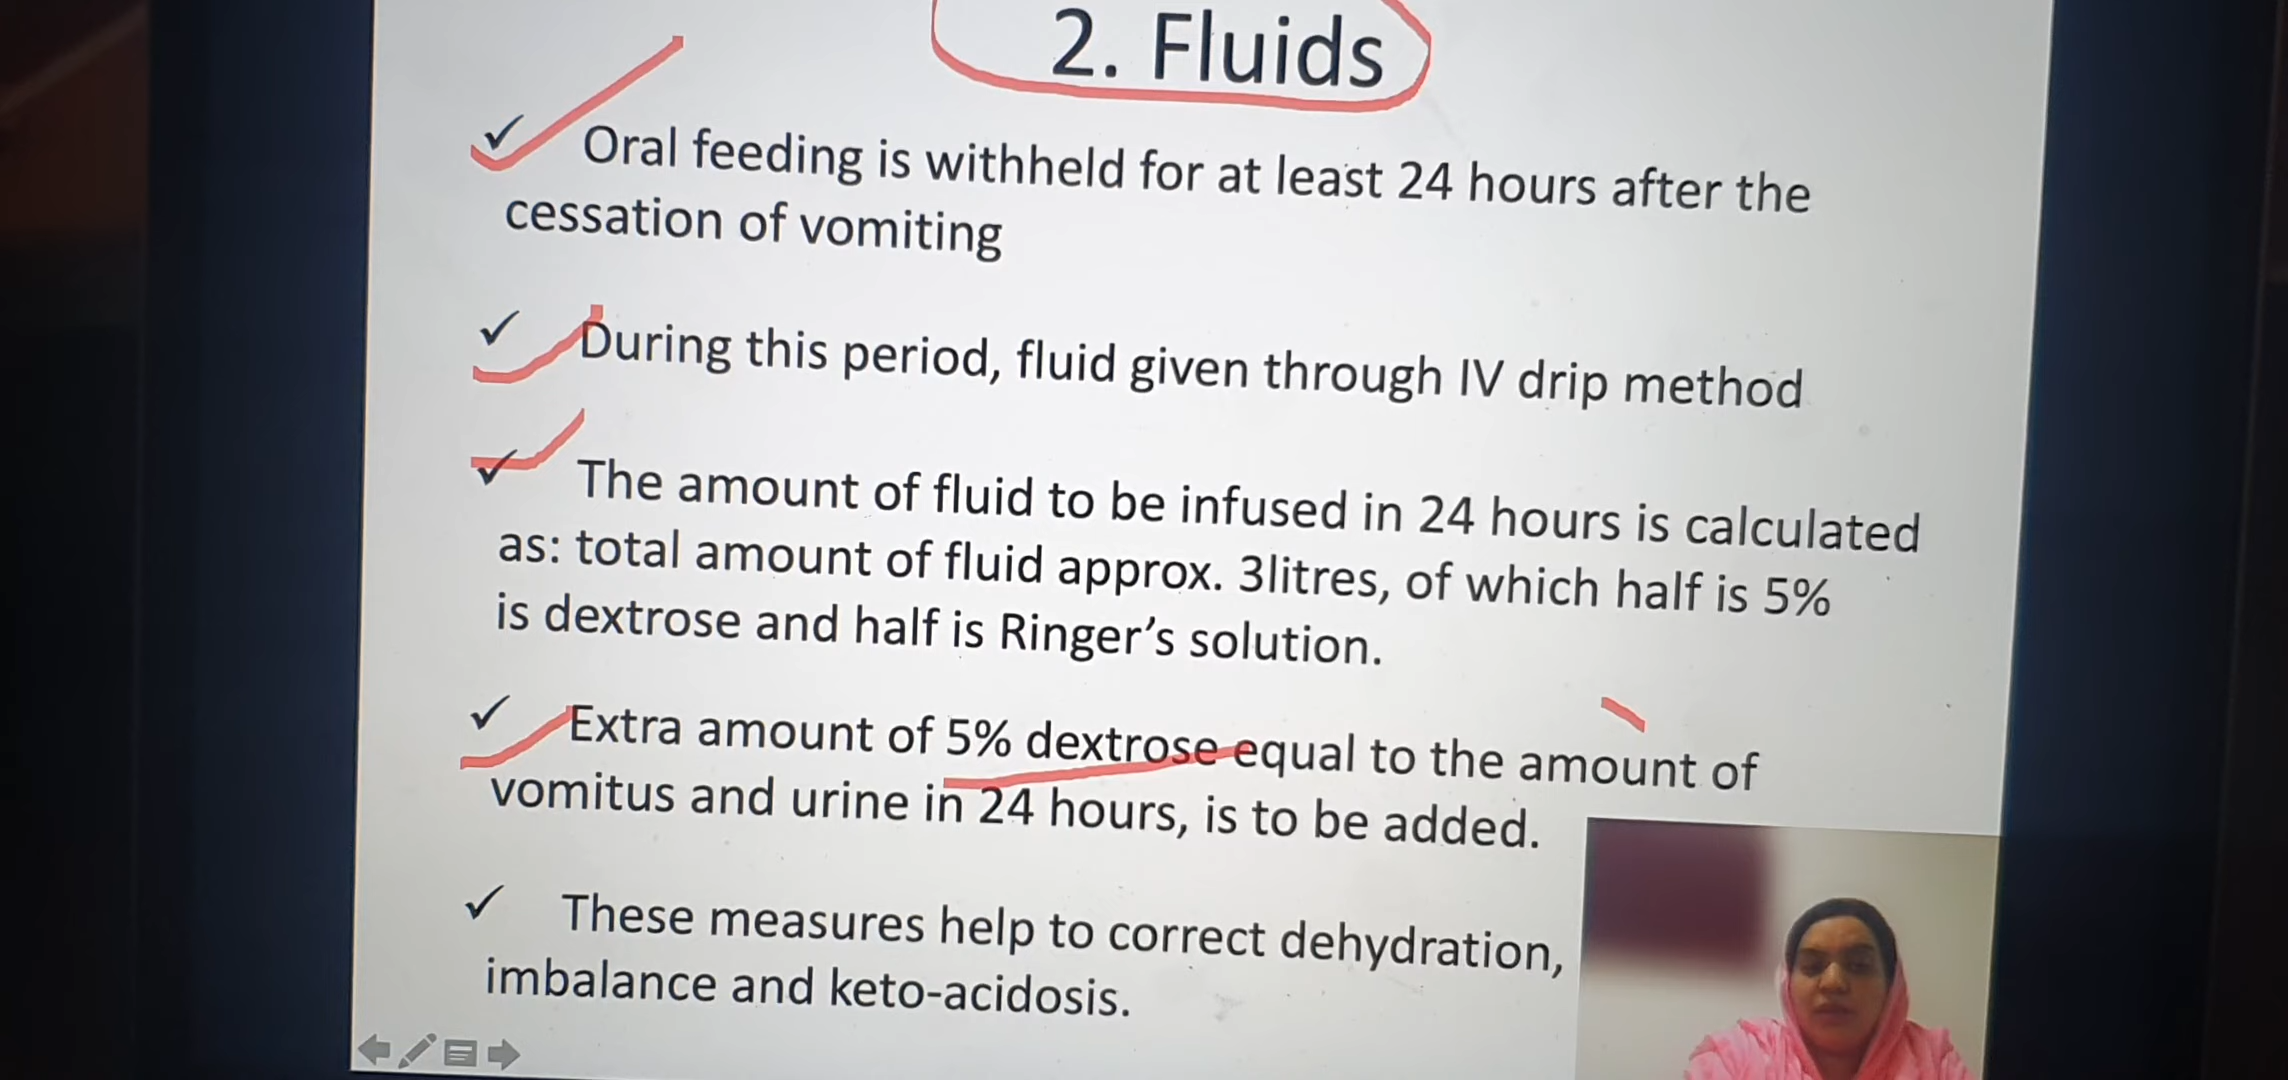 2. Fluids
✓ Oral feeding is withheld for at least 24 hours after the
cessation of vomiting
✓ During this period, fluid given through IV drip method
✓ The amount of fluid to be infused in 24 hours is calculated
as: total amount of fluid approx. 3litres, of which half is 5%
is dextrose and half is Ringer's solution.
✓ Extra amount of 5% dextrose equal to the amount of
vomitus and urine in 24 hours, is to be added.
✓ These measures help to correct dehydration,
imbalance and keto-acidosis.